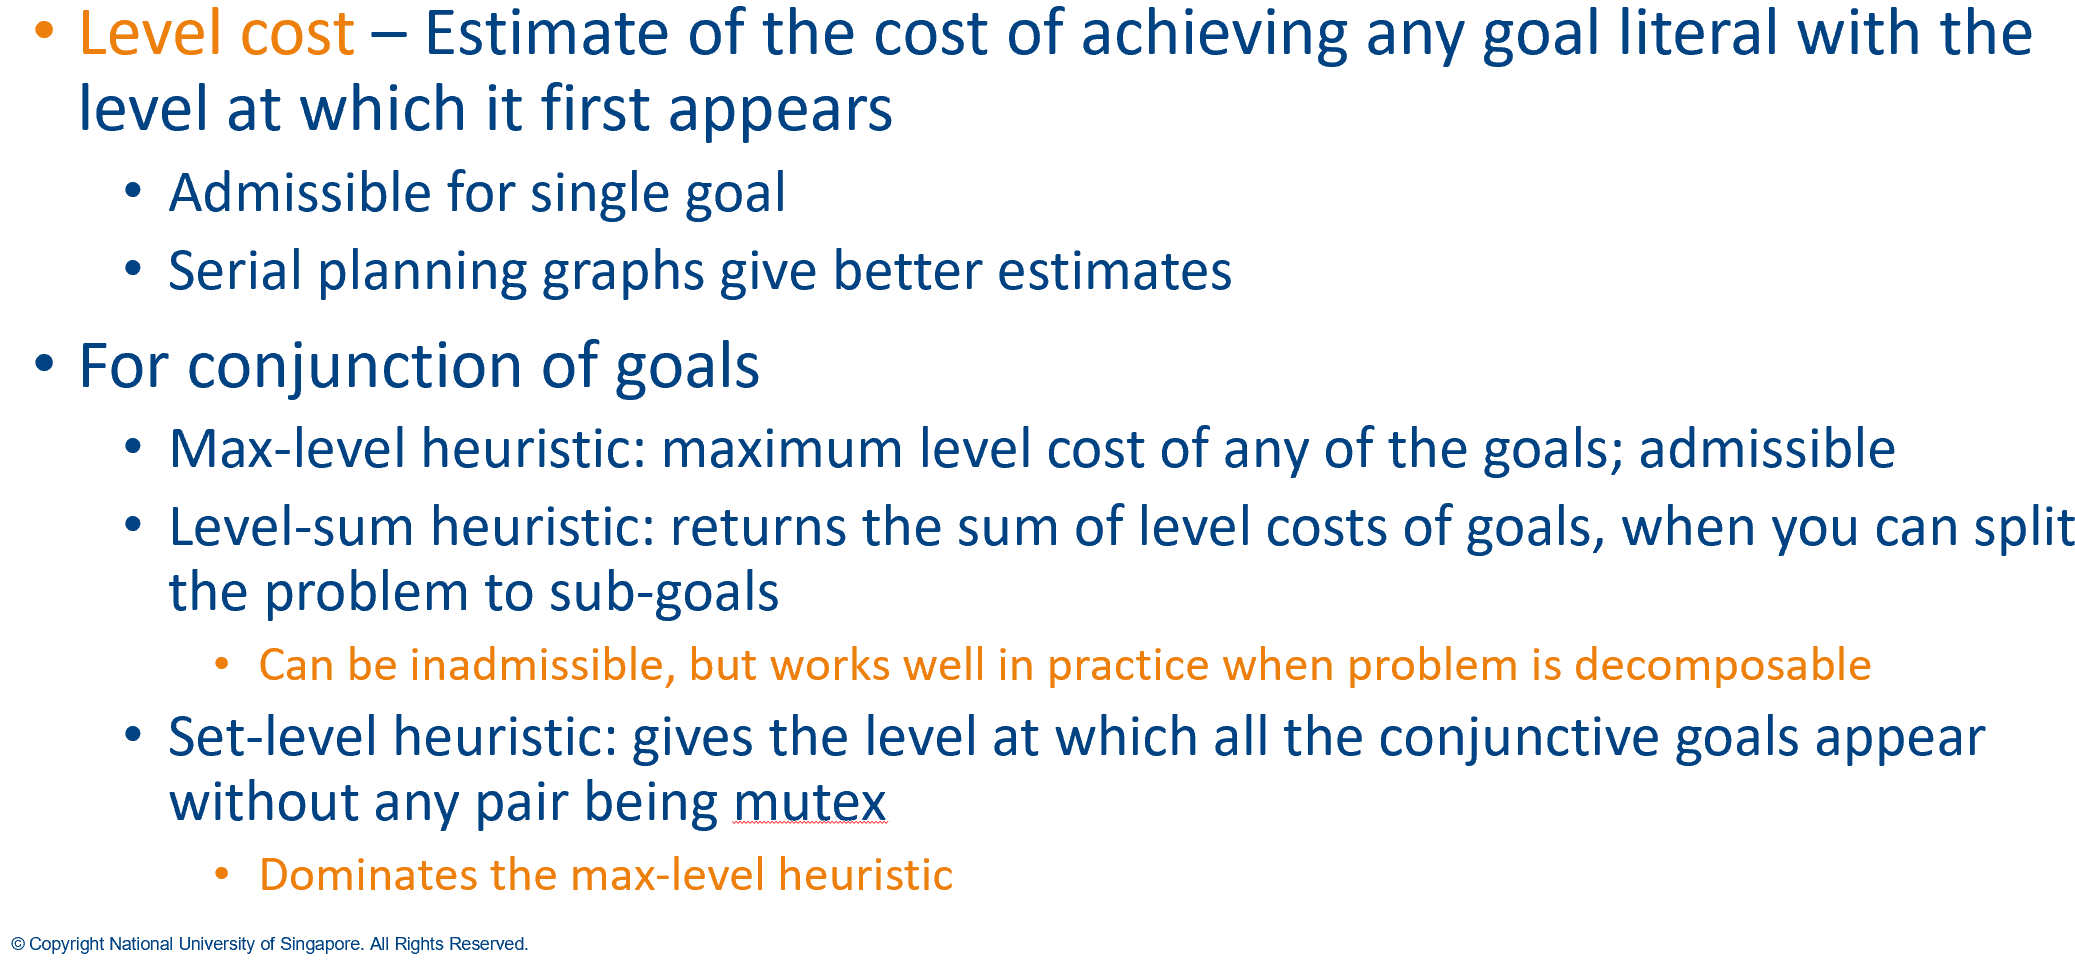 • Level cost – Estimate of the cost of achieving any goal literal with the
level at which it first appears
• Admissible for single goal
• Serial planning graphs give better estimates
• For conjunction of goals
• Max-level heuristic: maximum level cost of any of the goals; admissible
• Level-sum heuristic: returns the sum of level costs of goals, when you can split
the problem to sub-goals
• Can be inadmissible, but works well in practice when problem is decomposable
• Set-level heuristic: gives the level at which all the conjunctive goals appear
without any pair being mutex
• Dominates the max-level heuristic
© Copyright National University of Singapore. All Rights Reserved.